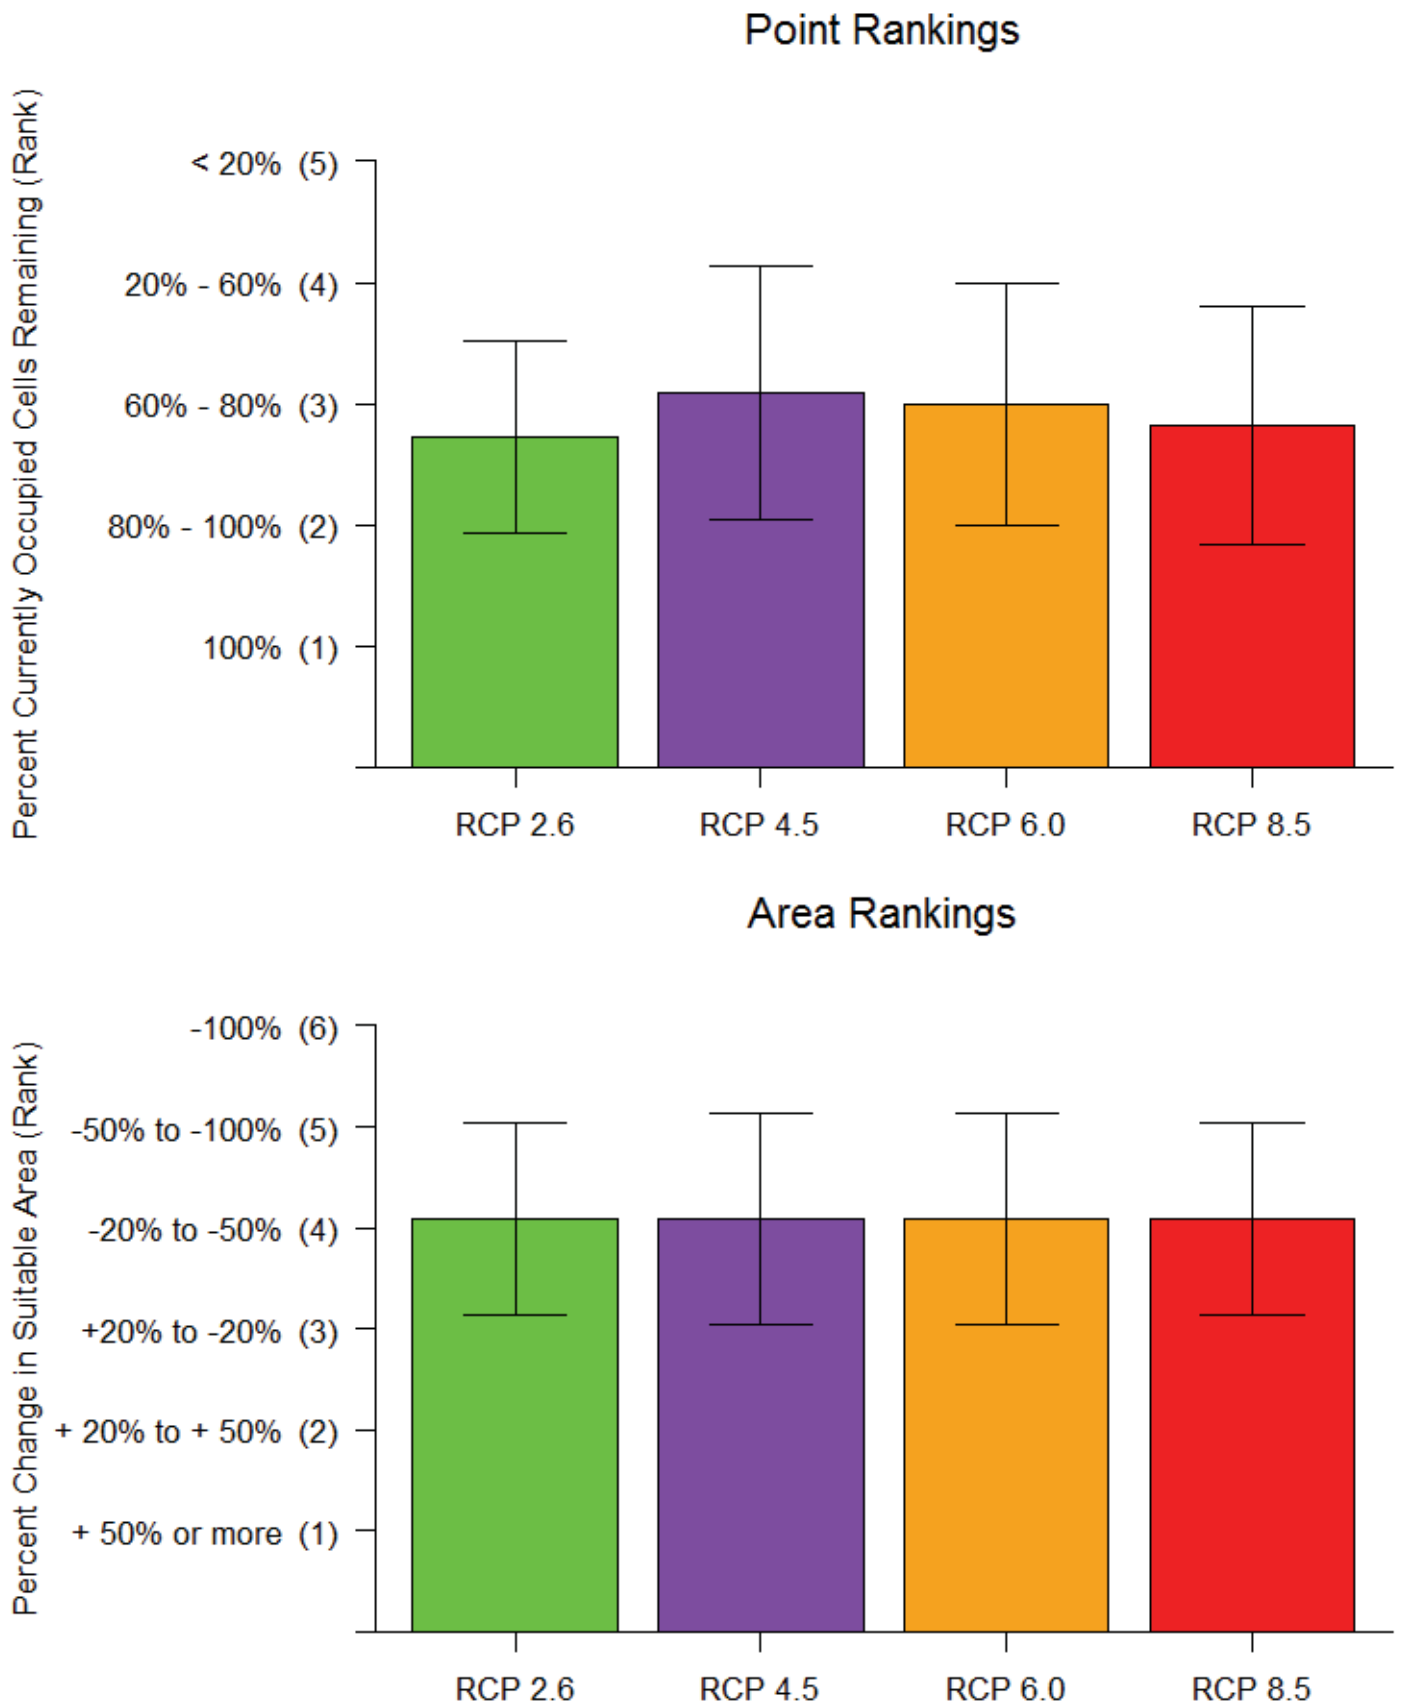 Point Rankings
Percent Currently Occupied Cells Remaining (Rank)
< 20% (5)
20% - 60% (4)
60% - 80% (3)
80% - 100% (2)
100% (1)
RCP 2.6 RCP 4.5 RCP 6.0 RCP 8.5
Area Rankings
Percent Change in Suitable Area (Rank)
-100% (6)
-50% to -100% (5)
-20% to -50% (4)
+20% to -20% (3)
+ 20% to + 50% (2)
+ 50% or more (1)
RCP 2.6 RCP 4.5 RCP 6.0 RCP 8.5